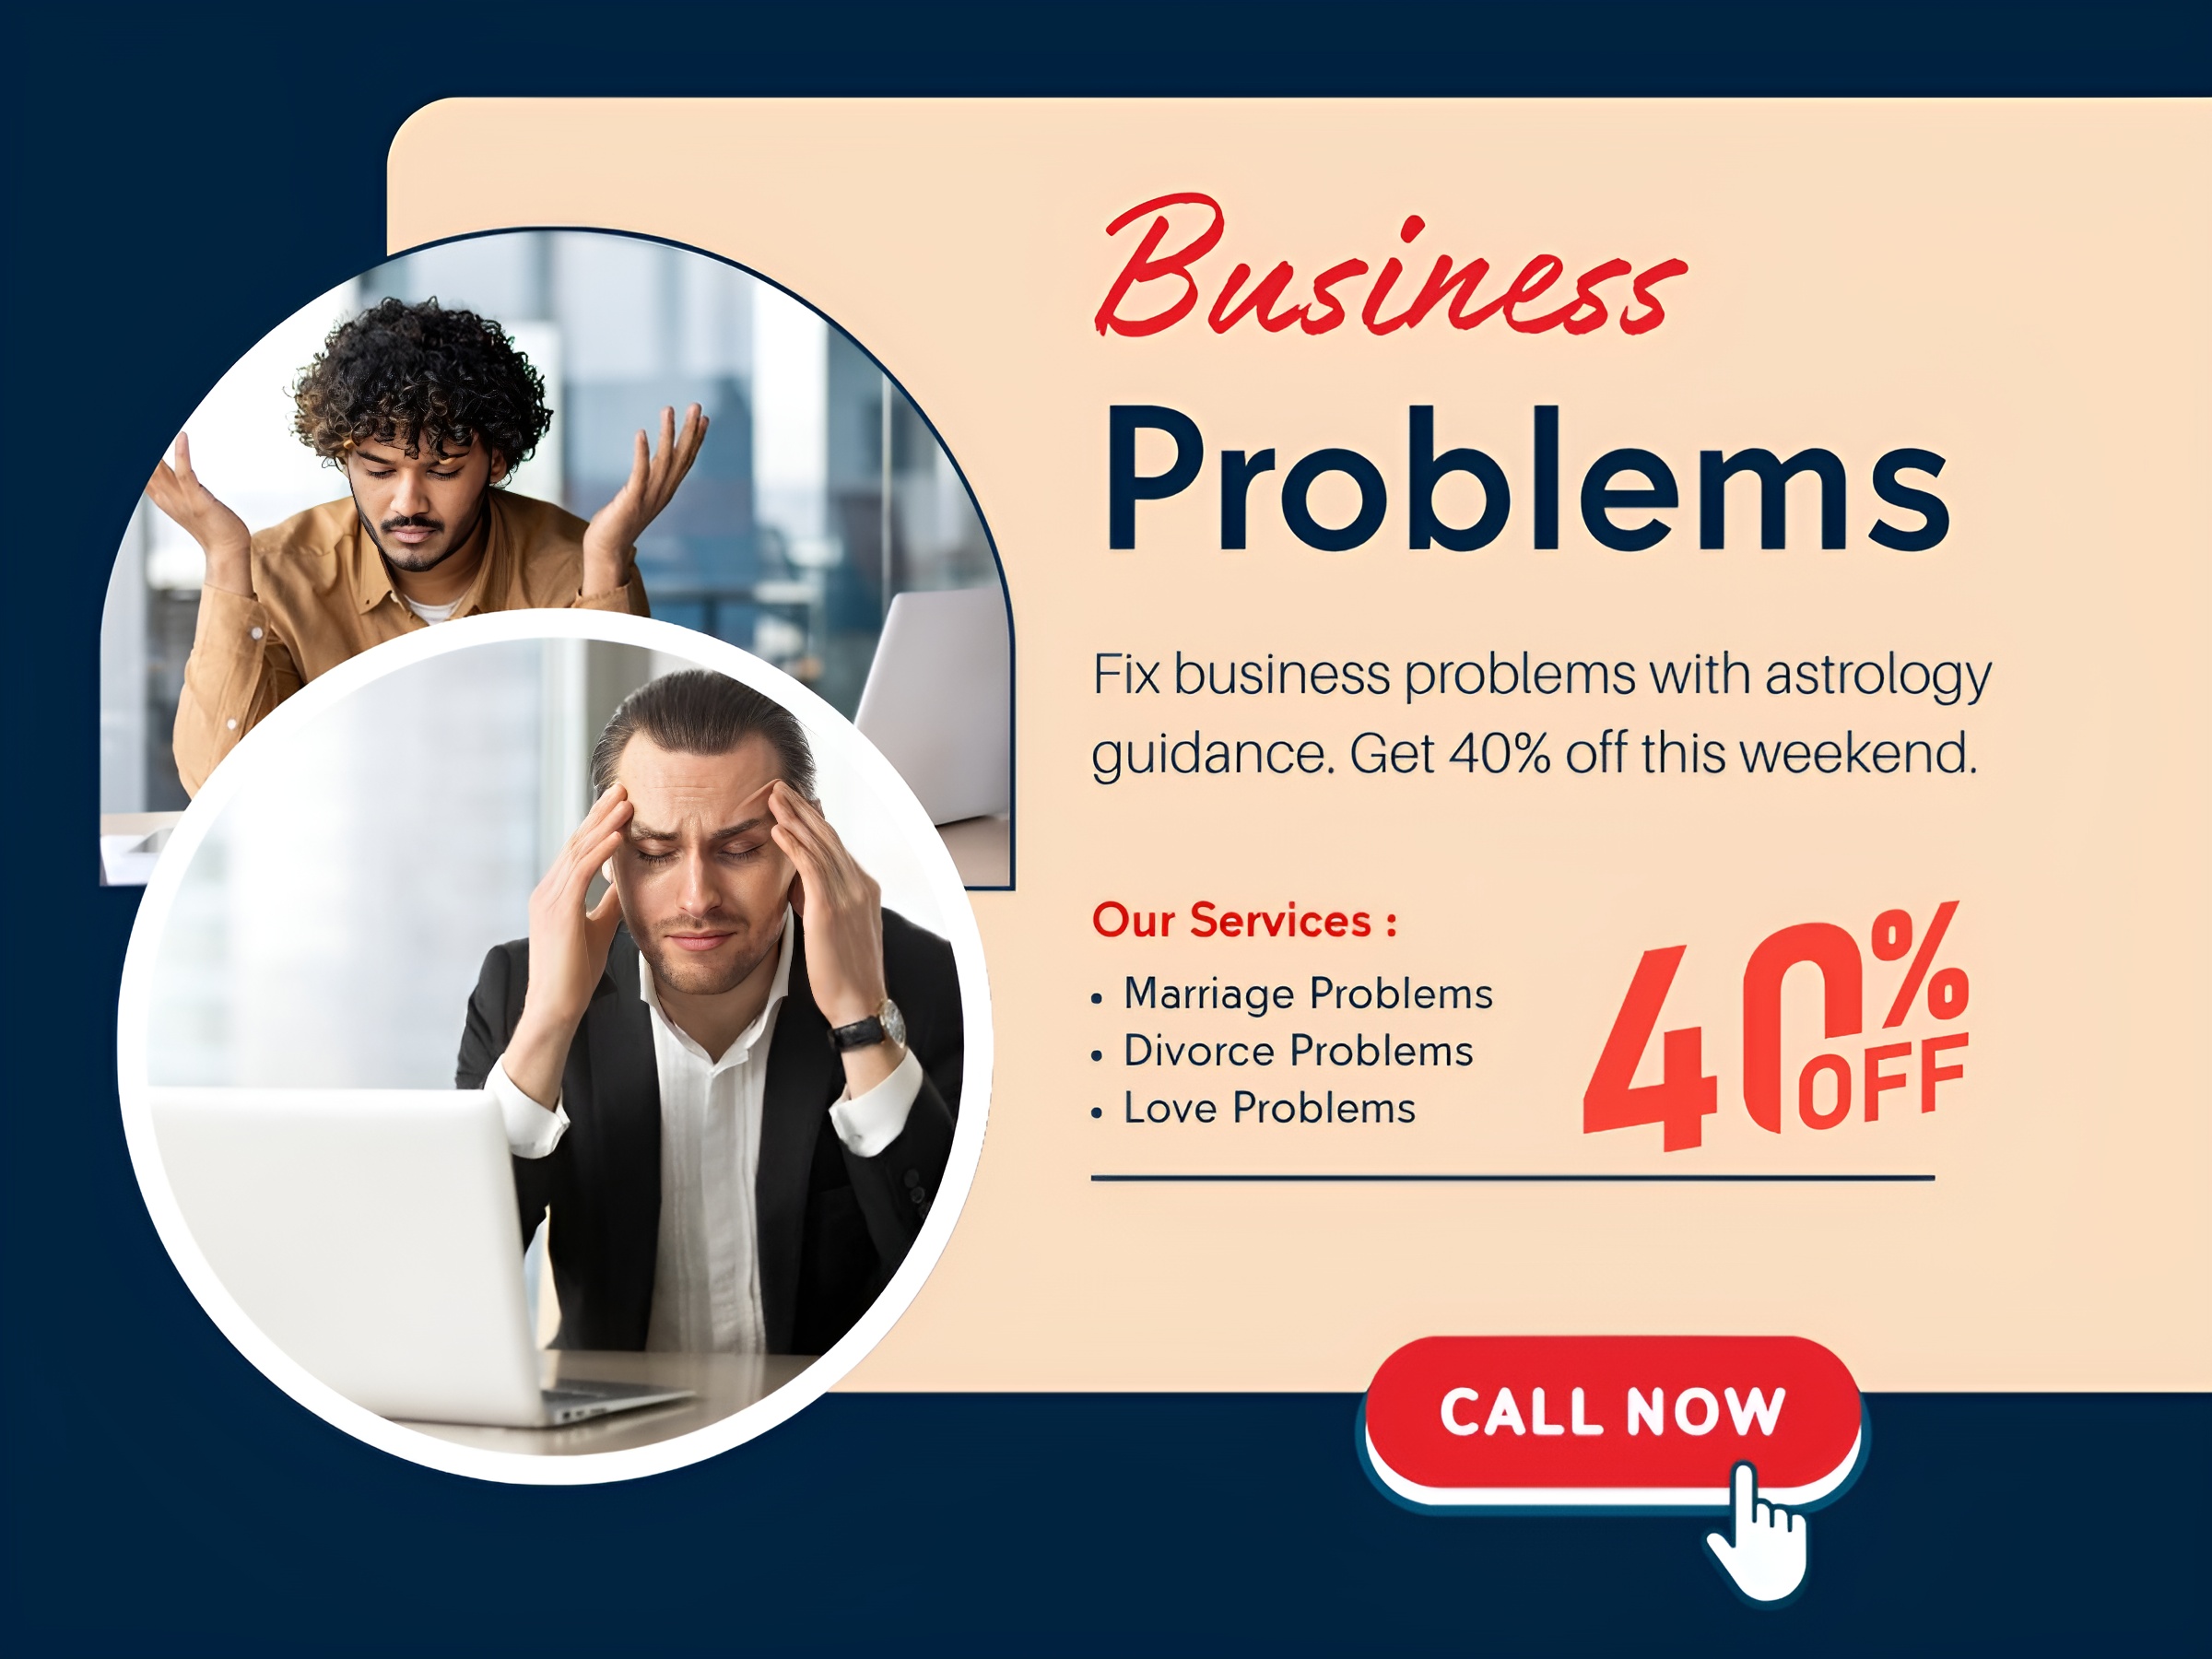 Business
Problems
Fix business problems with astrology
guidance. Get 40% off this weekend.
Our Services :
• Marriage Problems
• Divorce Problems
• Love Problems
40%
OFF
CALL NOW